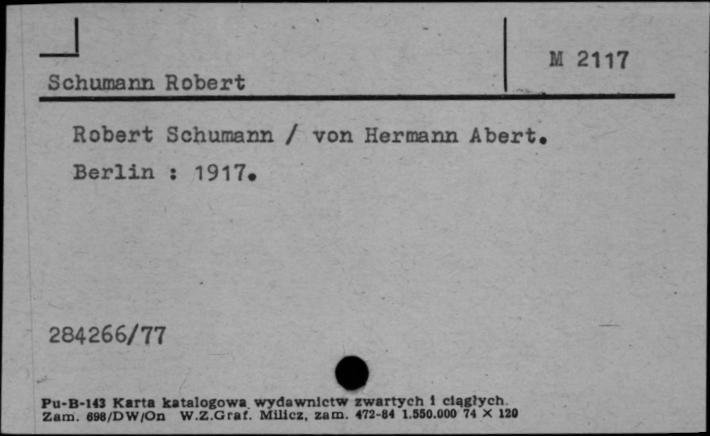 M 2117
Schumann Robert
Robert Schumann / von Hermann Abert.
Berlin : 1917.
284266/77
Pu-B-143 Karta katalogowa wydawnictw zwartych i ciągłych.
Zam. 698/DW/On W.Z.Graf. Milicz, zam. 472-84 1.550.000 74 × 120